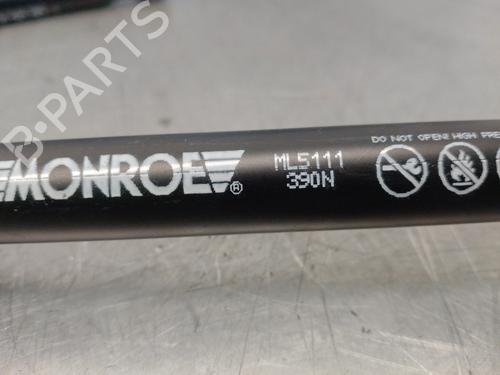 B-PARTS
MONROE®
ML5111
390N
DO NOT OPEN! HIGH PRE